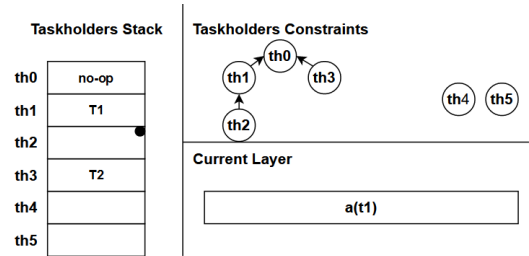 Taskholders Stack
th0 no-op
th1 T1
th2
th3 T2
th4
th5
Taskholders Constraints
th0
th1 th3
th4 th5
th2
Current Layer
a(t1)